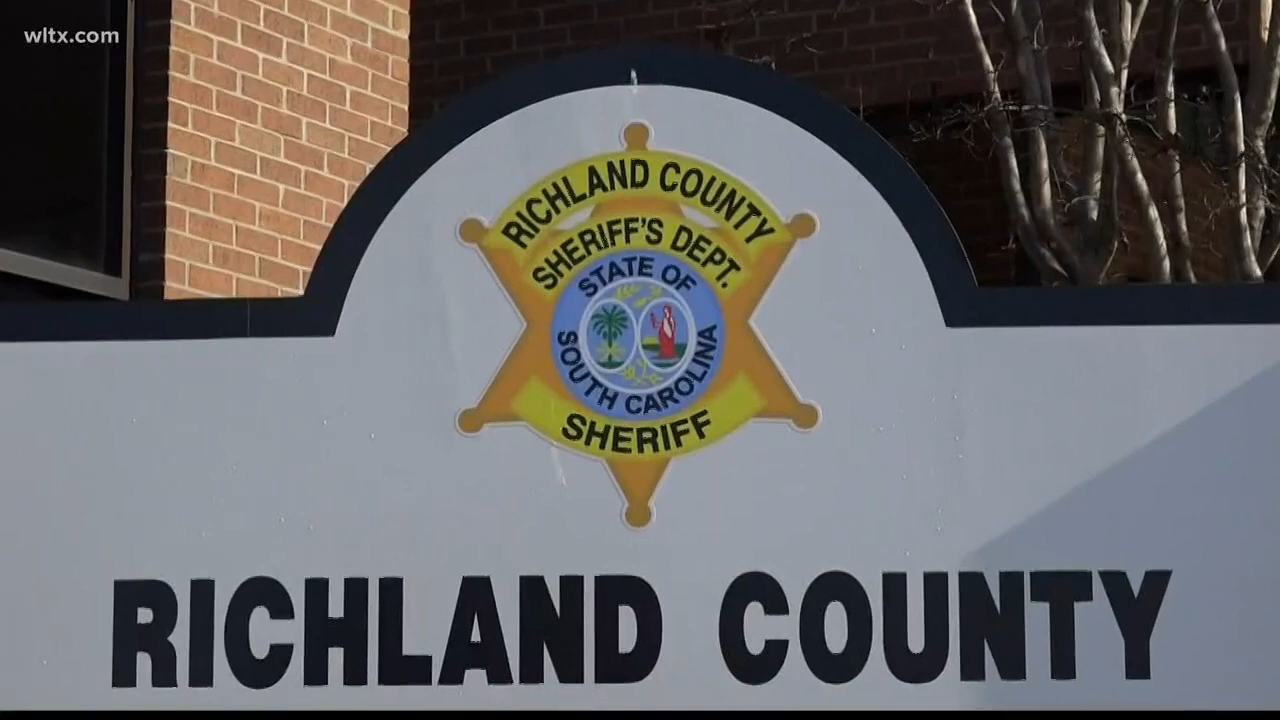 wltx.com
RICHLAND COUNTY
SHERIFF'S DEPT.
STATE OF
SOUTH CAROLINA
SHERIFF
RICHLAND COUNTY